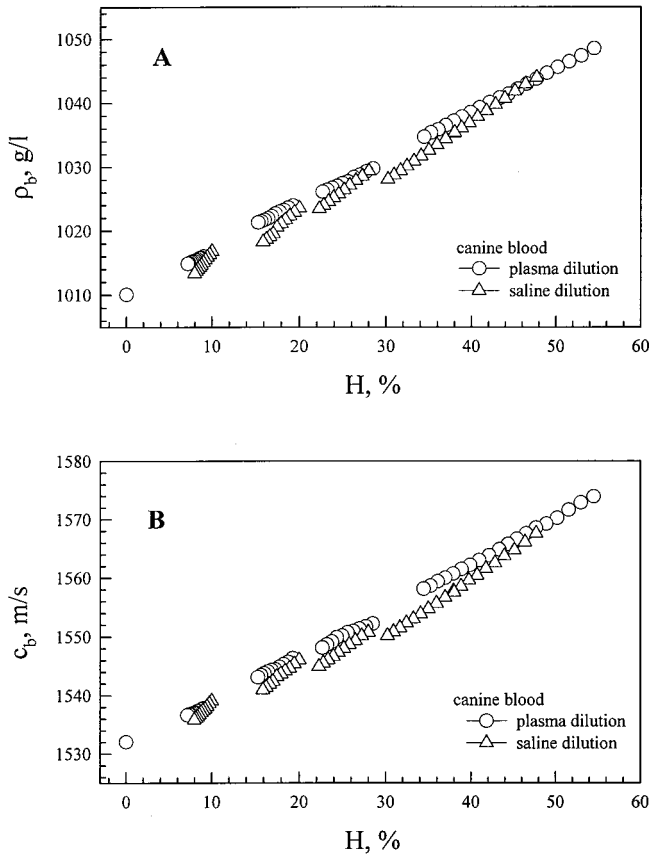 A
1050
1040
1030
1020
1010
ρb, g/l
canine blood
plasma dilution
saline dilution
0 10 20 30 40 50 60
H, %
B
1580
1570
1560
1550
1540
1530
cb, m/s
canine blood
plasma dilution
saline dilution
0 10 20 30 40 50 60
H, %